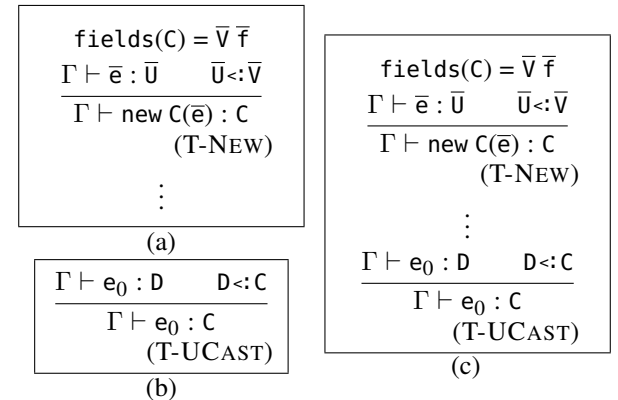 fields(C) = V̅ f̅
Γ ⊢ e̅ : U̅ U̅<:V̅
Γ ⊢ new C(e̅) : C
(T-NEW)
⋮
(a)
Γ ⊢ e₀ : D D<:C
Γ ⊢ e₀ : C
(T-UCAST)
(b)
fields(C) = V̅ f̅
Γ ⊢ e̅ : U̅ U̅<:V̅
Γ ⊢ new C(e̅) : C
(T-NEW)
⋮
Γ ⊢ e₀ : D D<:C
Γ ⊢ e₀ : C
(T-UCAST)
(c)